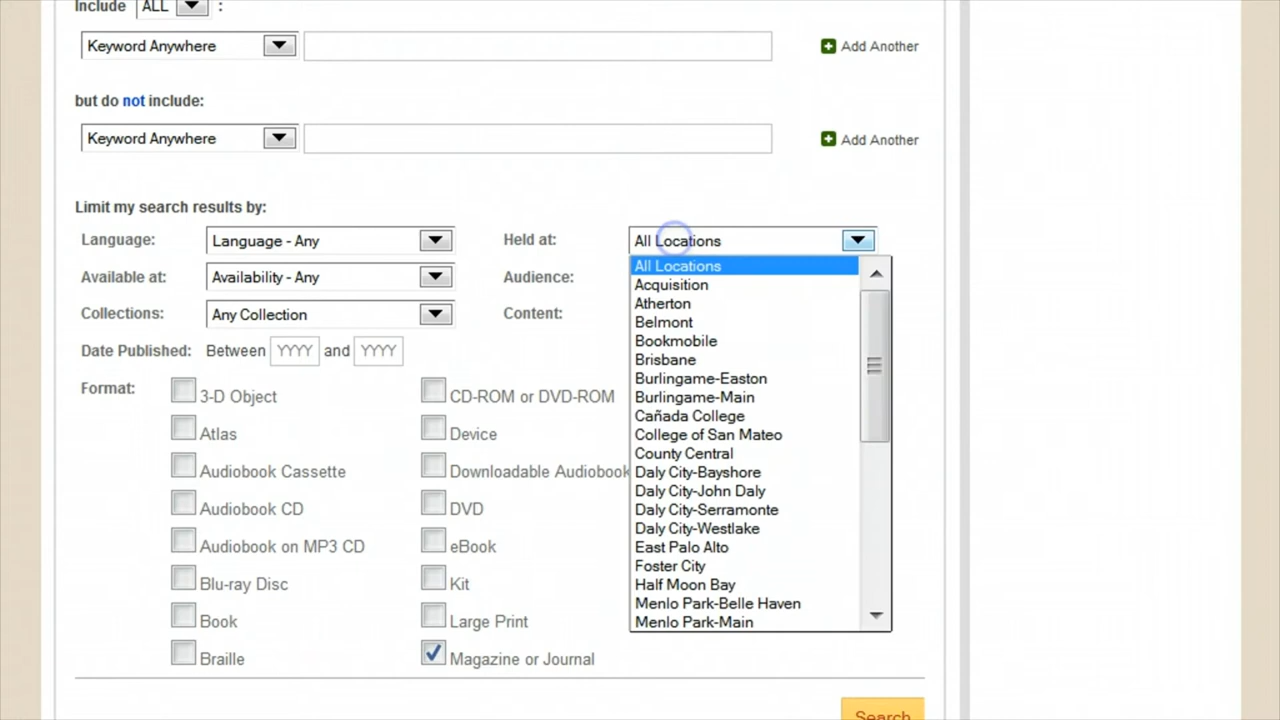 Include ALL :
Keyword Anywhere Add Another
but do not include:
Keyword Anywhere Add Another
Limit my search results by:
Language: Language - Any Held at: All Locations
Available at: Availability - Any Audience:
Collections: Any Collection Content:
Date Published: Between YYYY and YYYY
Format:
3-D Object
Atlas
Audiobook Cassette
Audiobook CD
Audiobook on MP3 CD
Blu-ray Disc
Book
Braille
CD-ROM or DVD-ROM
Device
Downloadable Audiobook
DVD
eBook
Kit
Large Print
Magazine or Journal
All Locations
Acquisition
Atherton
Belmont
Bookmobile
Brisbane
Burlingame-Easton
Burlingame-Main
Cañada College
College of San Mateo
County Central
Daly City-Bayshore
Daly City-John Daly
Daly City-Serramonte
Daly City-Westlake
East Palo Alto
Foster City
Half Moon Bay
Menlo Park-Belle Haven
Menlo Park-Main
Search